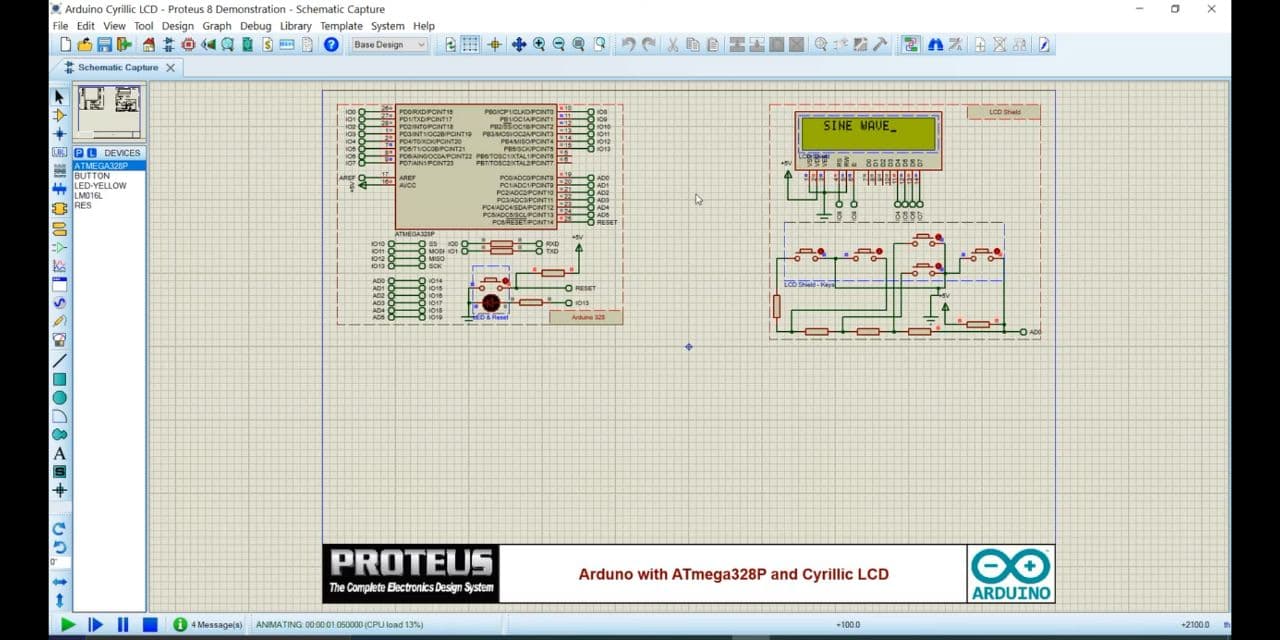 Arduino Cyrillic LCD - Proteus 8 Demonstration - Schematic Capture
File Edit View Tool Design Graph Debug Library Template System Help
Base Design
Schematic Capture
P L DEVICES
ATMEGA328P
BUTTON
LED-YELLOW
LM016L
RES
PD0/RXD/PCINT16
PD1/TXD/PCINT17
PD2/INT0/PCINT18
PD3/INT1/OC2B/PCINT19
PD4/T0/XCK/PCINT20
PD5/T1/OC0B/PCINT21
PD6/AIN0/OC0A/PCINT22
PD7/AIN1/PCINT23
AREF
AVCC
PB0/ICP1/CLKO/PCINT0
PB1/OC1A/PCINT1
PB2/SS/OC1B/PCINT2
PB3/MOSI/OC2A/PCINT3
PB4/MISO/PCINT4
PB5/SCK/PCINT5
PB6/TOSC1/XTAL1/PCINT6
PB7/TOSC2/XTAL2/PCINT7
PC0/ADC0/PCINT8
PC1/ADC1/PCINT9
PC2/ADC2/PCINT10
PC3/ADC3/PCINT11
PC4/ADC4/SDA/PCINT12
PC5/ADC5/SCL/PCINT13
PC6/RESET/PCINT14
IO0
IO1
IO2
IO3
IO4
IO5
IO6
IO7
AREF
+5V
IO8
IO9
IO10
IO11
IO12
IO13
AD0
AD1
AD2
AD3
AD4
AD5
RESET
ATMEGA328P
IO10 SS IO0 RXD
IO11 MOSI IO1 TXD
IO12 MISO
IO13 SCK
+5V
AD0 IO14
AD1 IO15
AD2 IO16
AD3 IO17
AD4 IO18
AD5 IO19
RESET
IO13
LED & Reset
Arduino 328
LCD Shield
SINE WAVE_
+5V
LCD Shield - Keys
+5V
AD0
PROTEUS
The Complete Electronics Design System
Arduno with ATmega328P and Cyrillic LCD
ARDUINO
4 Message(s)
ANIMATING: 00:00:01.050000 (CPU load 13%)
+100.0
+2100.0
th